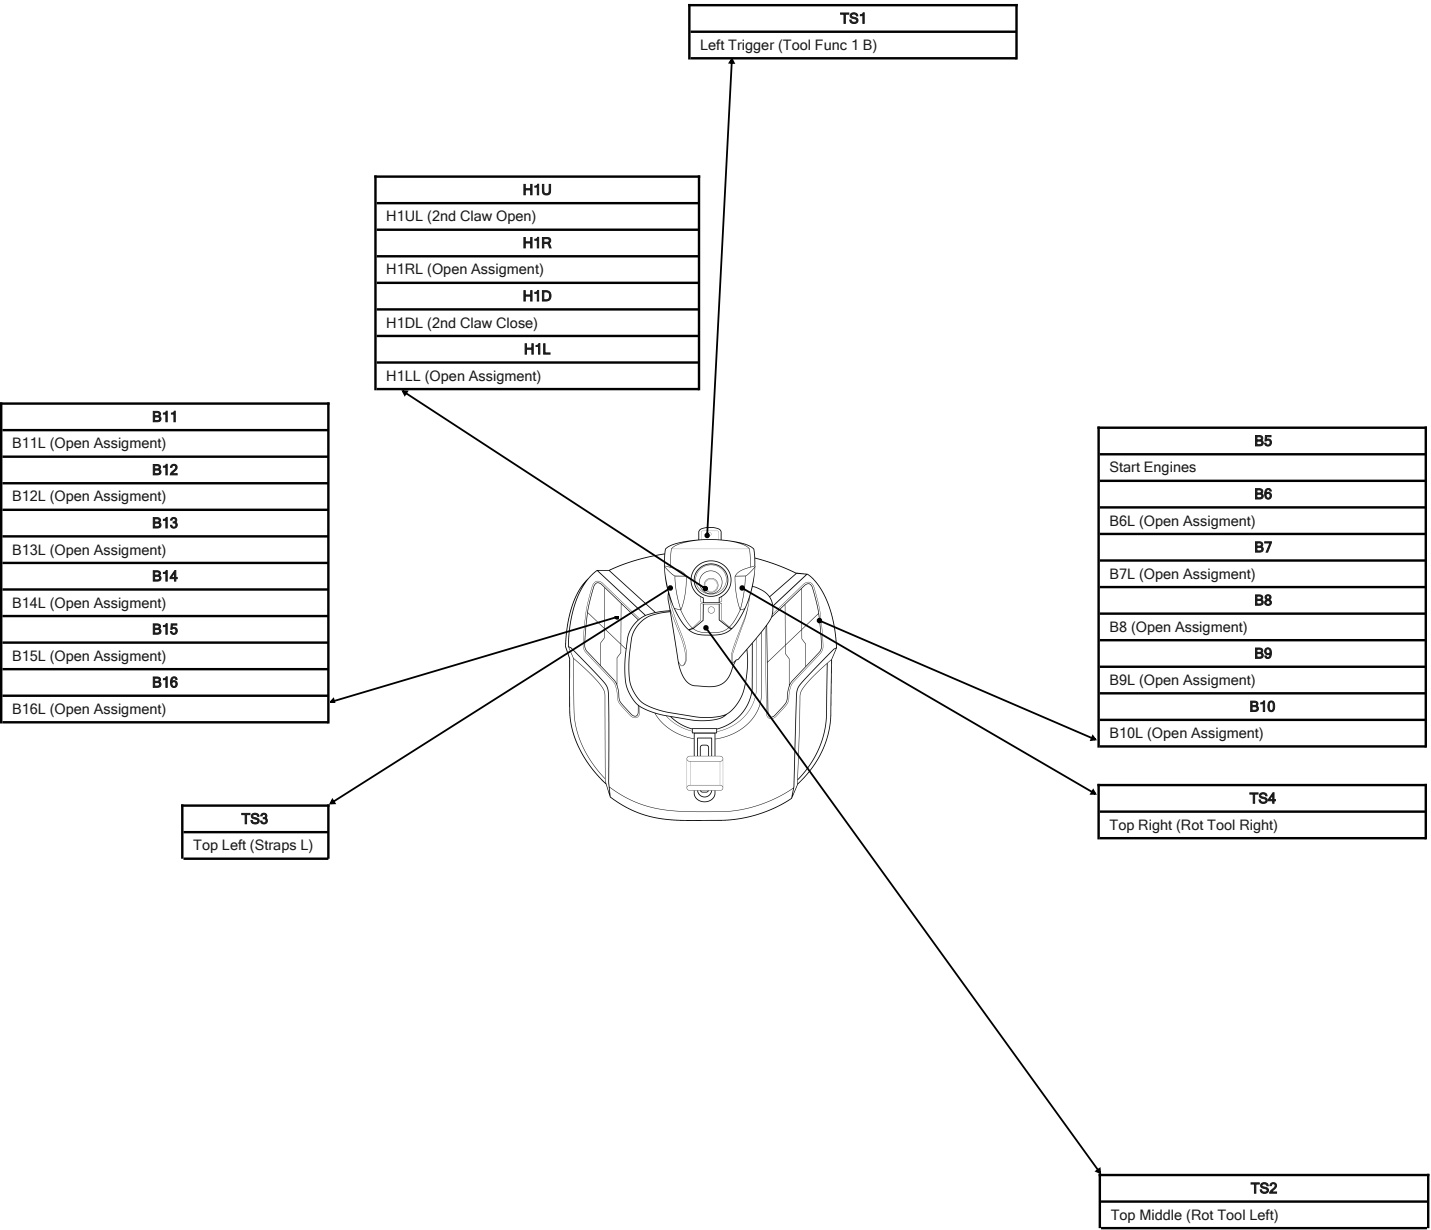 TS1
Left Trigger (Tool Func 1 B)
H1U
H1UL (2nd Claw Open)
H1R
H1RL (Open Assigment)
H1D
H1DL (2nd Claw Close)
H1L
H1LL (Open Assigment)
B11
B11L (Open Assigment)
B12
B12L (Open Assigment)
B13
B13L (Open Assigment)
B14
B14L (Open Assigment)
B15
B15L (Open Assigment)
B16
B16L (Open Assigment)
B5
Start Engines
B6
B6L (Open Assigment)
B7
B7L (Open Assigment)
B8
B8 (Open Assigment)
B9
B9L (Open Assigment)
B10
B10L (Open Assigment)
TS3
Top Left (Straps L)
TS4
Top Right (Rot Tool Right)
TS2
Top Middle (Rot Tool Left)